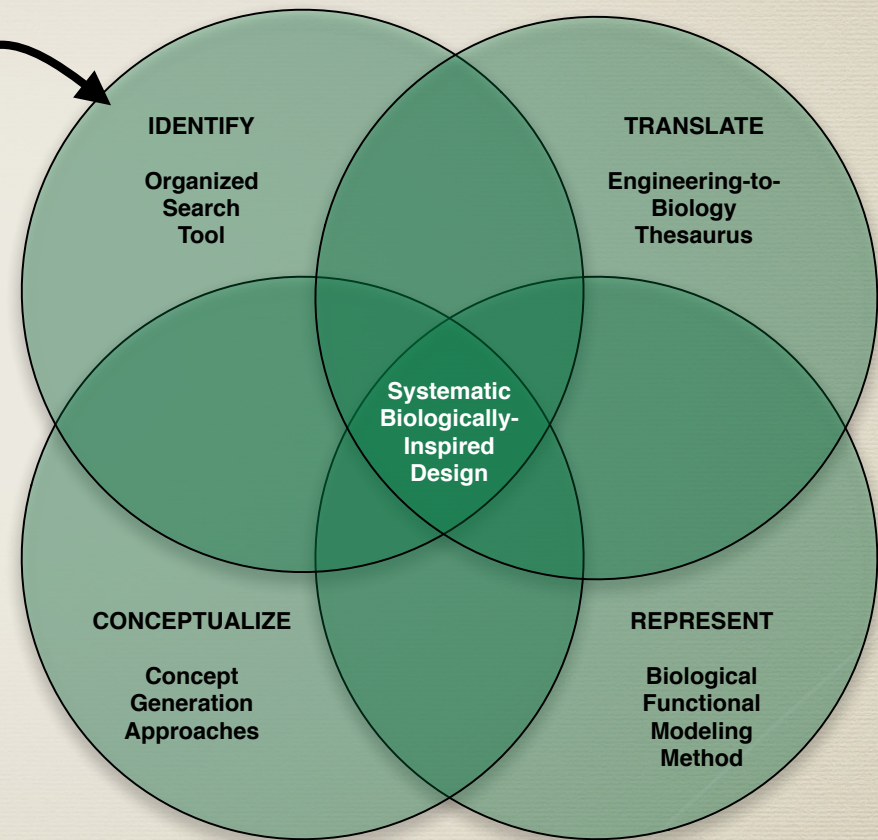 IDENTIFY
Organized
Search
Tool
TRANSLATE
Engineering-to-
Biology
Thesaurus
Systematic
Biologically-
Inspired
Design
CONCEPTUALIZE
Concept
Generation
Approaches
REPRESENT
Biological
Functional
Modeling
Method